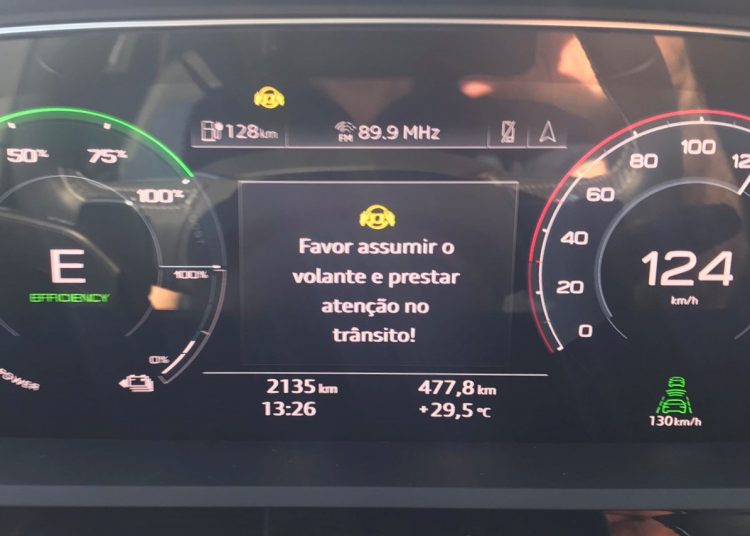 128 km
FM 89.9 MHz
50%
75%
100%
E
EFFICIENCY
100%
0%
POWER
Favor assumir o
volante e prestar
atenção no
trânsito!
2135 km
477,8 km
13:26
+29,5 °C
0
20
40
60
80
100
124
km/h
130 km/h